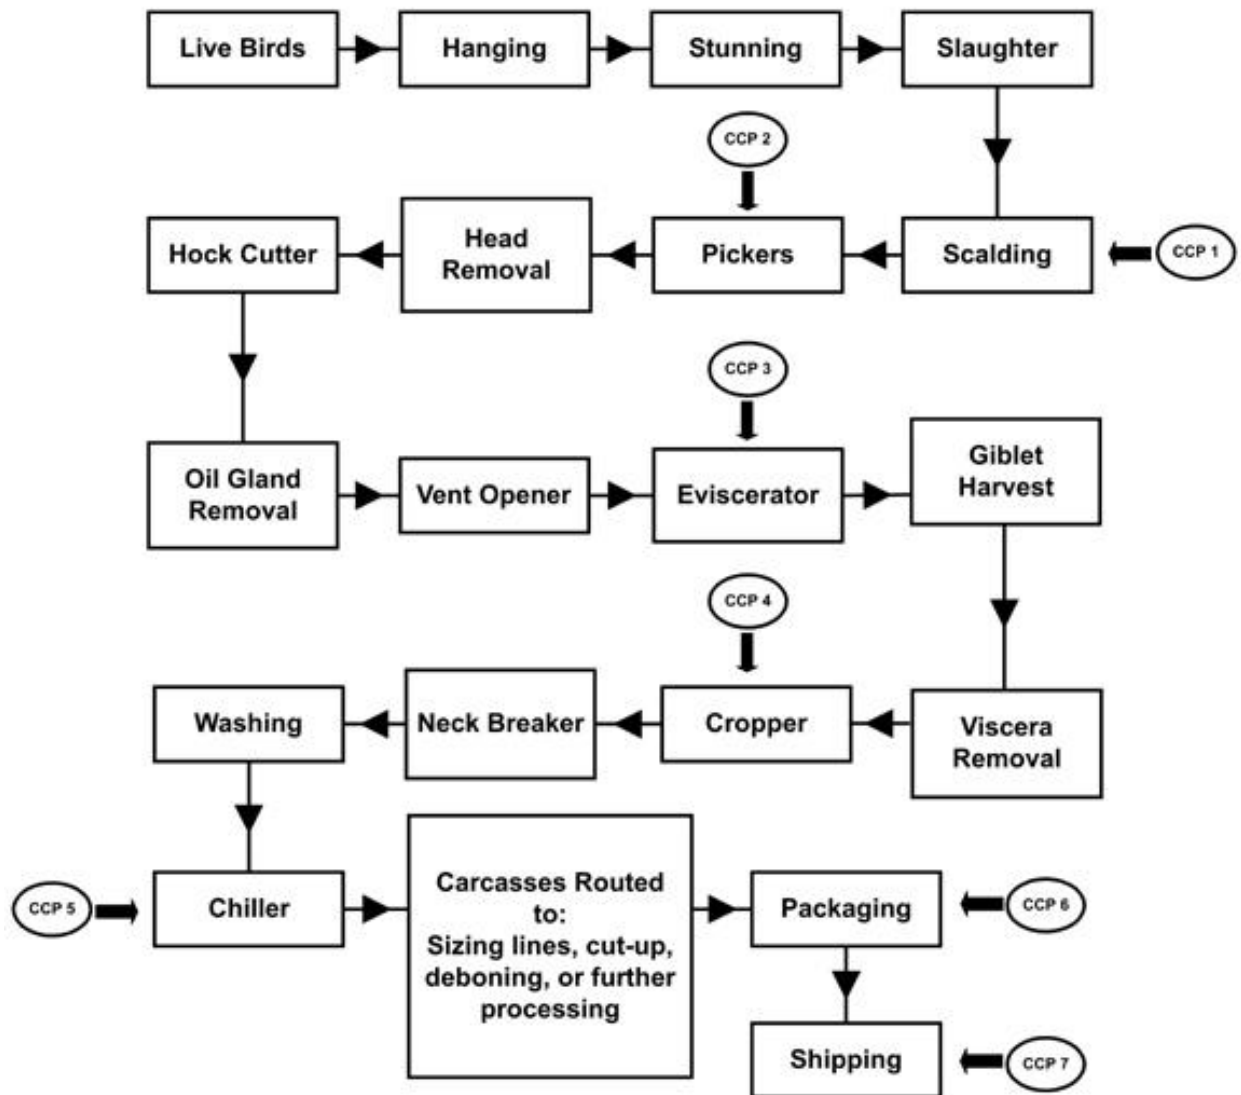 Live Birds
Hanging
Stunning
Slaughter
CCP 2
Hock Cutter
Head
Removal
Pickers
Scalding
CCP 1
CCP 3
Oil Gland
Removal
Vent Opener
Eviscerator
Giblet
Harvest
CCP 4
Washing
Neck Breaker
Cropper
Viscera
Removal
CCP 5
Chiller
Carcasses Routed
to:
Sizing lines, cut-up,
deboning, or further
processing
Packaging
CCP 6
Shipping
CCP 7